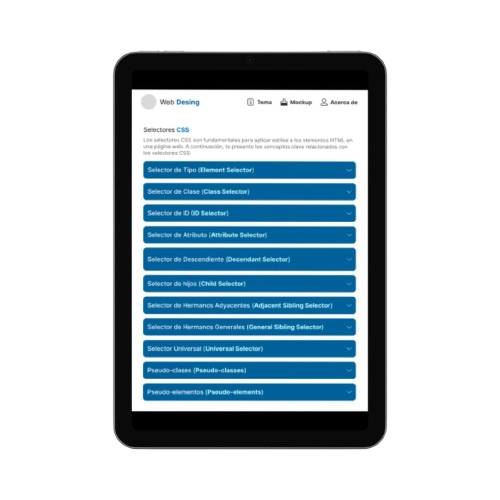 Web Desing
Tema
Mockup
Acerca de
Selectores CSS
Los selectores CSS son fundamentales para aplicar estilos a los elementos HTML en
una página web. A continuación, te presento los conceptos clave relacionados con
los selectores CSS:
Selector de Tipo (Element Selector)
Selector de Clase (Class Selector)
Selector de ID (ID Selector)
Selector de Atributo (Attribute Selector)
Selector de Descendiente (Decendant Selector)
Selector de hijos (Child Selector)
Selector de Hermanos Adyacentes (Adjacent Sibling Selector)
Selector de Hermanos Generales (General Sibling Selector)
Selector Universal (Universal Selector)
Pseudo-clases (Pseudo-classes)
Pseudo-elementos (Pseudo-elements)